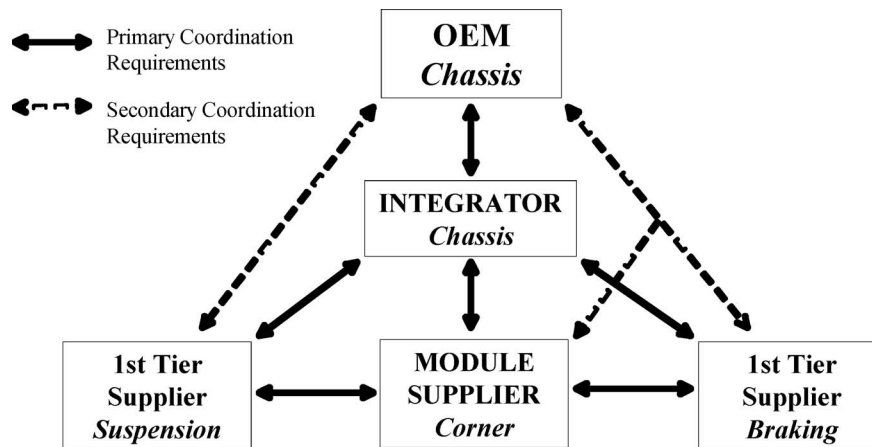 Primary Coordination
Requirements
Secondary Coordination
Requirements
OEM
Chassis
INTEGRATOR
Chassis
1st Tier
Supplier
Suspension
MODULE
SUPPLIER
Corner
1st Tier
Supplier
Braking